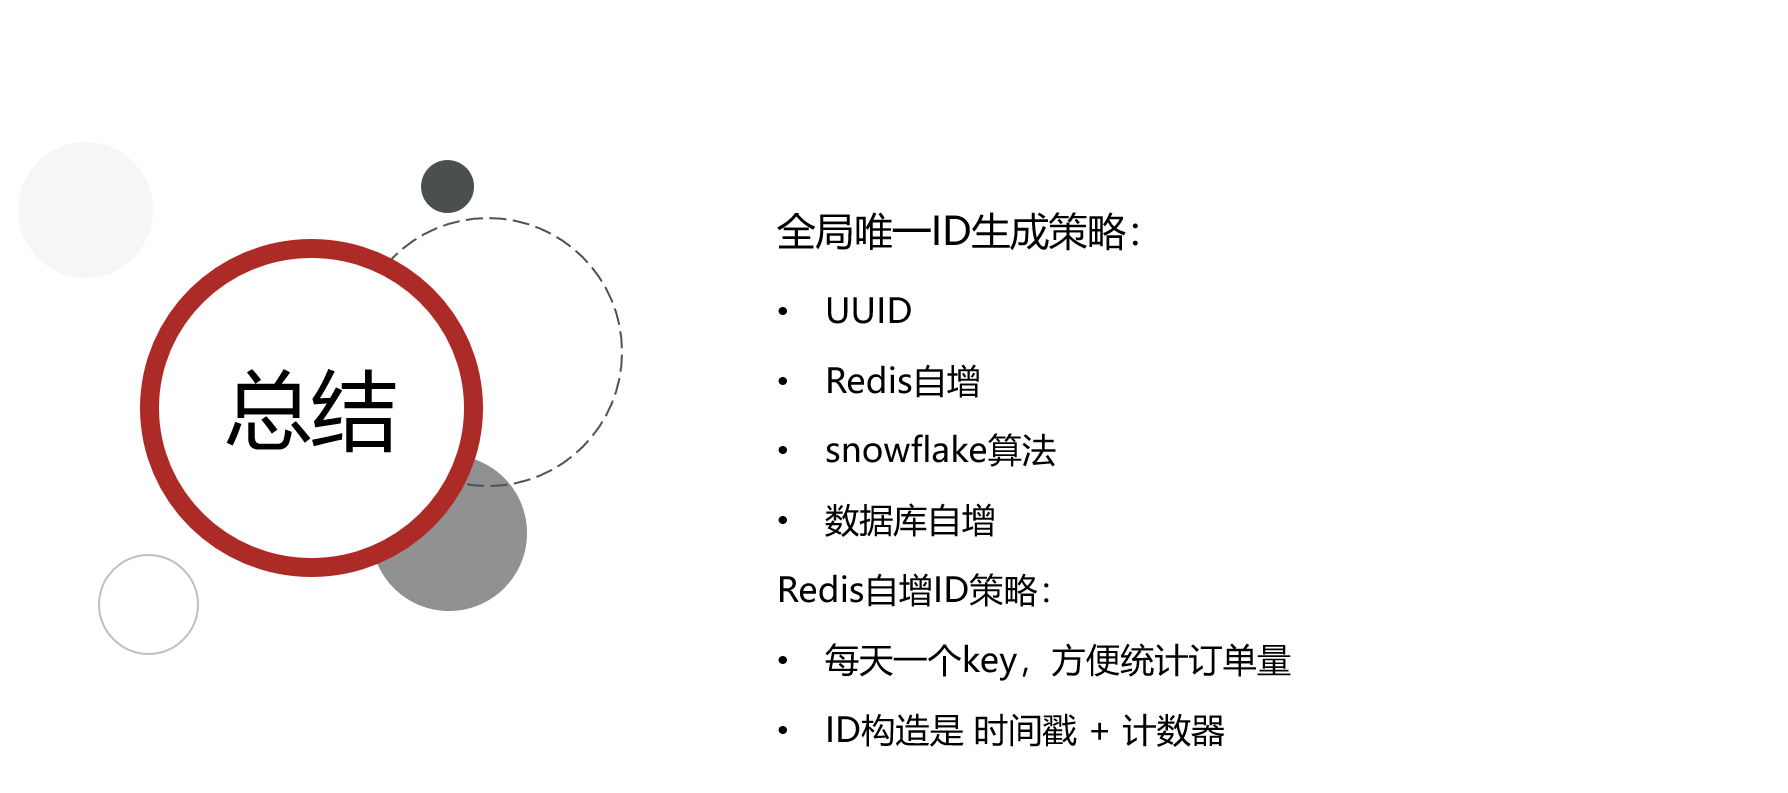 总结
全局唯一ID生成策略：
• UUID
• Redis自增
• snowflake算法
• 数据库自增
Redis自增ID策略：
• 每天一个key，方便统计订单量
• ID构造是 时间戳 + 计数器